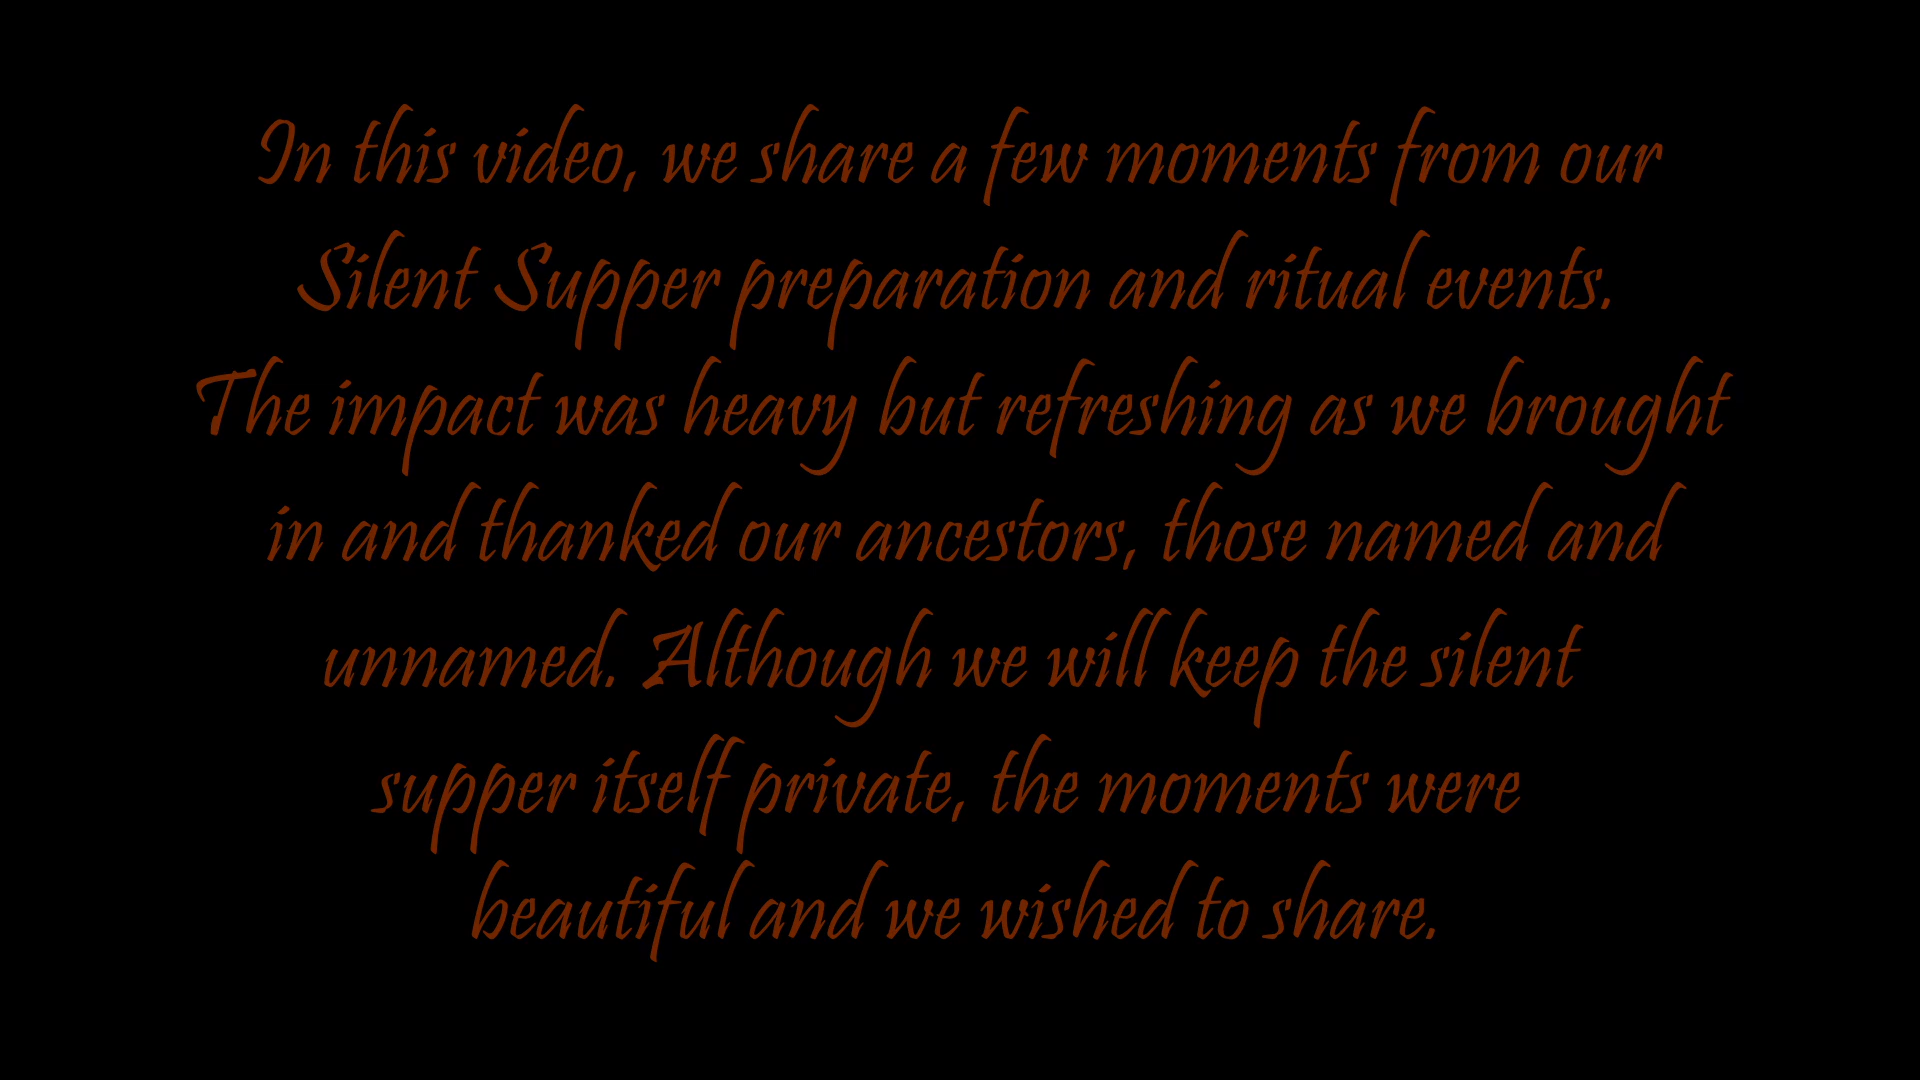 In this video, we share a few moments from our
Silent Supper preparation and ritual events.
The impact was heavy but refreshing as we brought
in and thanked our ancestors, those named and
unnamed. Although we will keep the silent
supper itself private, the moments were
beautiful and we wished to share.